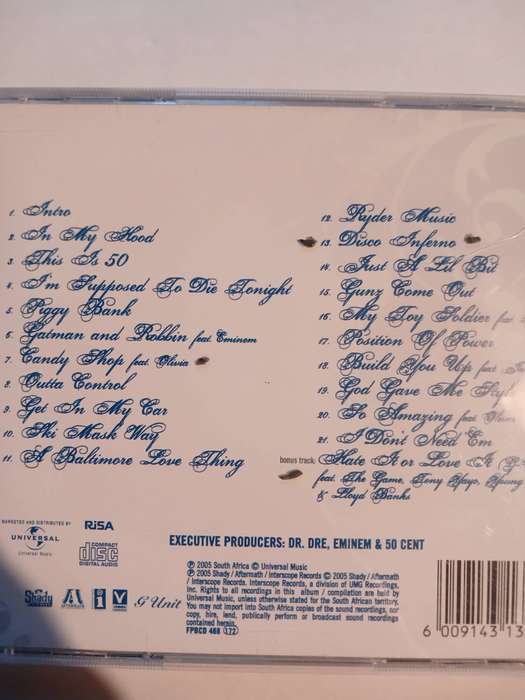 1. Intro
2. In My Hood
3. This Is 50
4. I'm Supposed To Die Tonight
5. Piggy Bank
6. Gatman and Robbin feat. Eminem
7. Candy Shop feat. Olivia
8. Outta Control
9. Get In My Car
10. Ski Mask Way
11. A Baltimore Love Thing
12. Ryder Music
13. Disco Inferno
14. Just A Lil Bit
15. Gunz Come Out
16. My Toy Soldier feat.
17. Position Of Power
18. Build You Up feat.
19. God Gave Me
20. So Amazing feat.
21. I Don't Need Em
bonus track: Hate It or Love It
feat. The Game, Tony Yayo, Young
& Lloyd Banks
MARKETED AND DISTRIBUTED BY
UNIVERSAL
Universal Music
RiSA
COMPACT
disc
DIGITAL AUDIO
EXECUTIVE PRODUCERS: DR. DRE, EMINEM & 50 CENT
℗ 2005 South Africa © Universal Music
℗ 2005 Shady / Aftermath / Interscope Records © 2005 Shady / Aftermath
/ Interscope Records. Interscope Records, a division of UMG Recordings,
Inc. Rights to all recordings in this album / compilation are held by
Universal Music, unless otherwise stated for the South African territory.
You may not import into South Africa copies of the sound recordings, nor
copy, hire, lend, publically perform or broadcast sound recordings
contained herein.
FPBCD 468 172
Shady
AFTERMATH
G Unit
6 009143 13